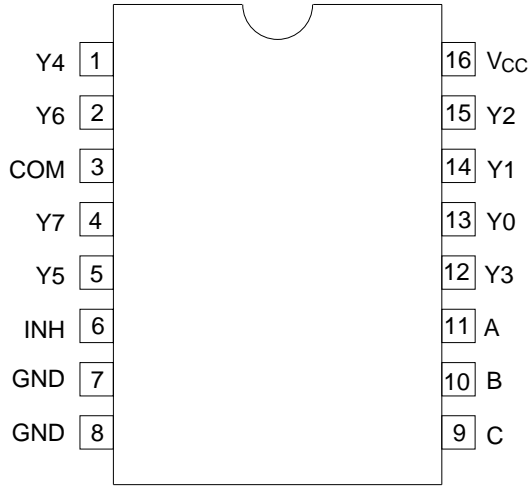 Y4 1 16 VCC
Y6 2 15 Y2
COM 3 14 Y1
Y7 4 13 Y0
Y5 5 12 Y3
INH 6 11 A
GND 7 10 B
GND 8 9 C